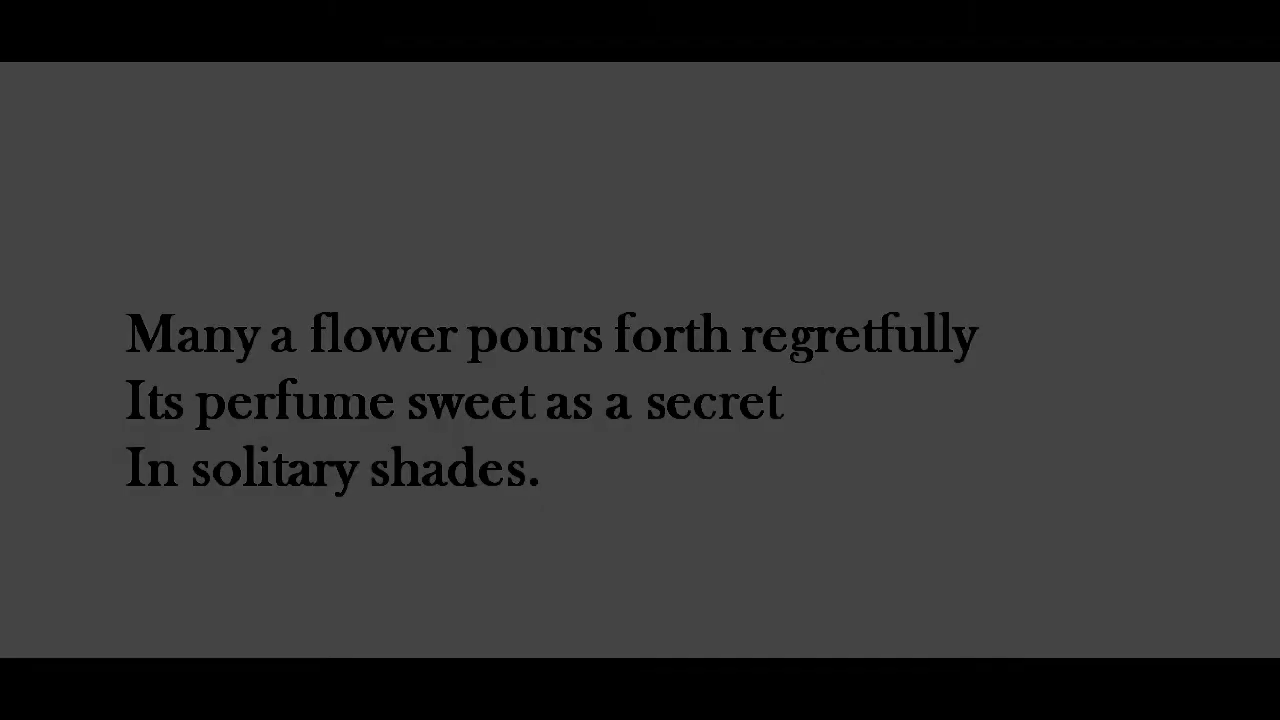 Many a flower pours forth regretfully
Its perfume sweet as a secret
In solitary shades.